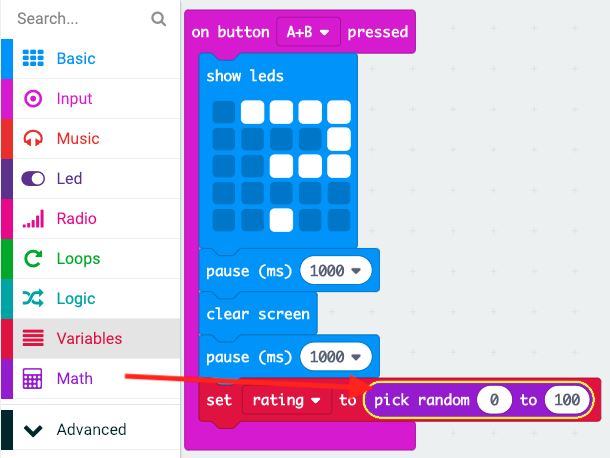 Search...
Basic
Input
Music
Led
Radio
Loops
Logic
Variables
Math
Advanced
on button A+B pressed
show leds
pause (ms) 1000
clear screen
pause (ms) 1000
set rating to pick random 0 to 100